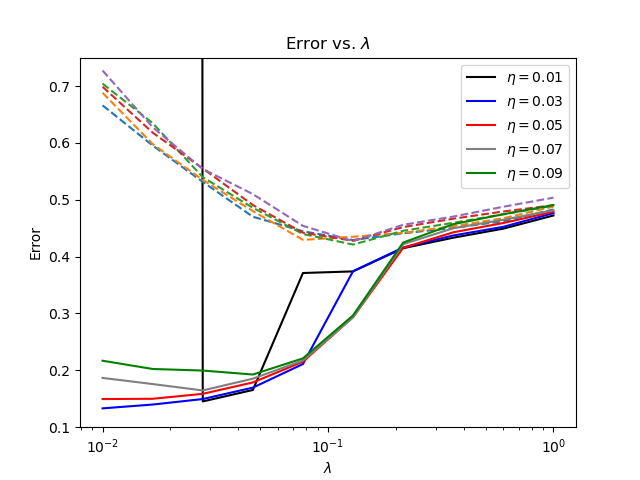 Error vs. λ
0.7
0.6
0.5
0.4
0.3
0.2
0.1
Error
η = 0.01
η = 0.03
η = 0.05
η = 0.07
η = 0.09
10⁻²
10⁻¹
10⁰
λ